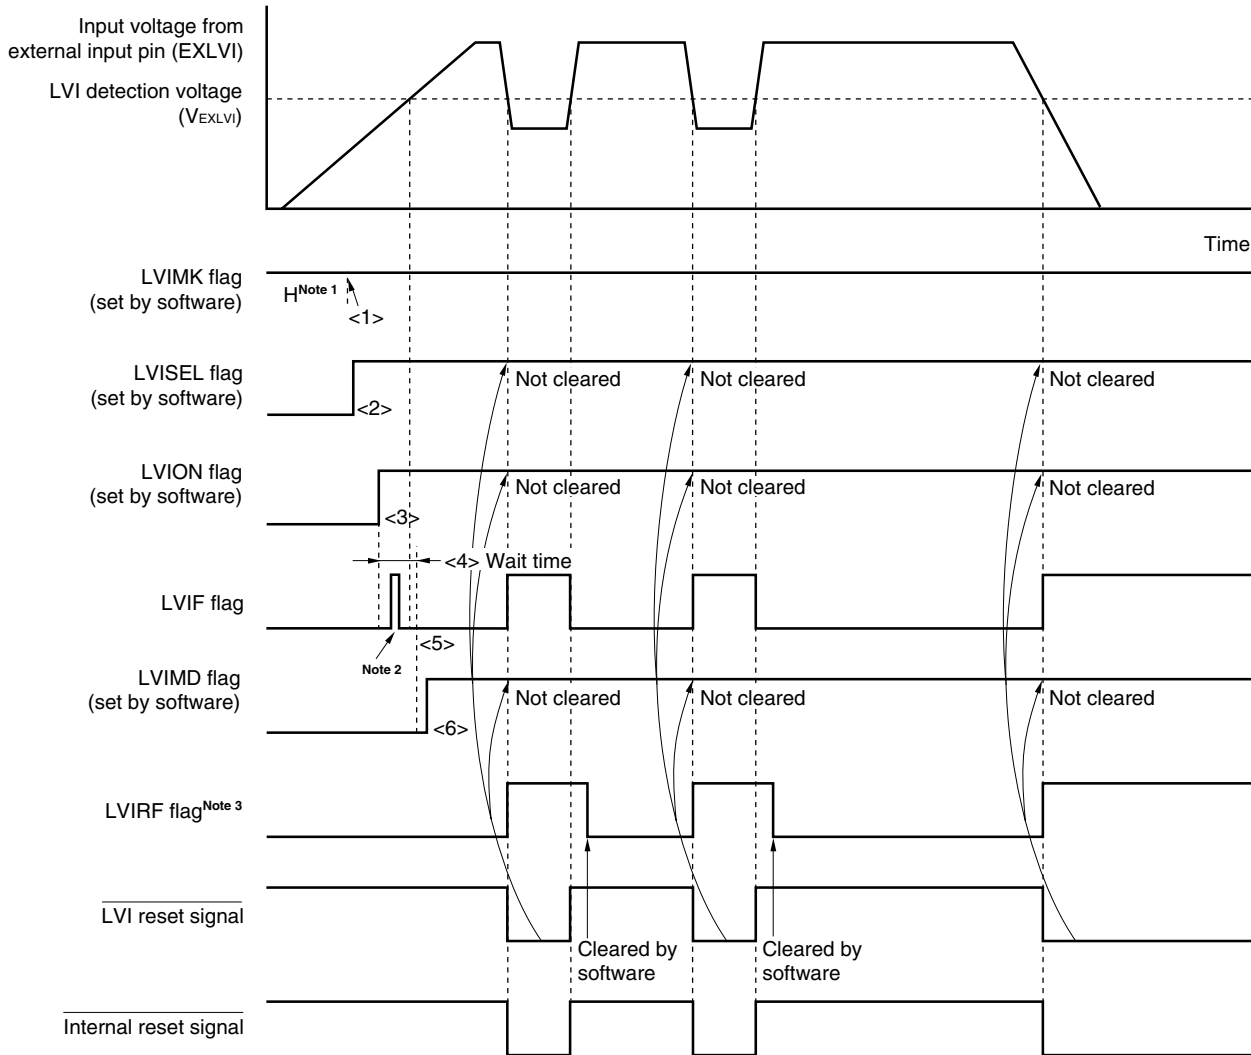 Input voltage from
external input pin (EXLVI)
LVI detection voltage
(VEXLVI)
Time
LVIMK flag
(set by software)
H Note 1
<1>
LVISEL flag
(set by software)
<2>
Not cleared
Not cleared
Not cleared
LVION flag
(set by software)
<3>
Not cleared
Not cleared
Not cleared
<4> Wait time
LVIF flag
Note 2
<5>
LVIMD flag
(set by software)
<6>
Not cleared
Not cleared
Not cleared
LVIRF flag Note 3
LVI reset signal
Cleared by
software
Cleared by
software
Internal reset signal